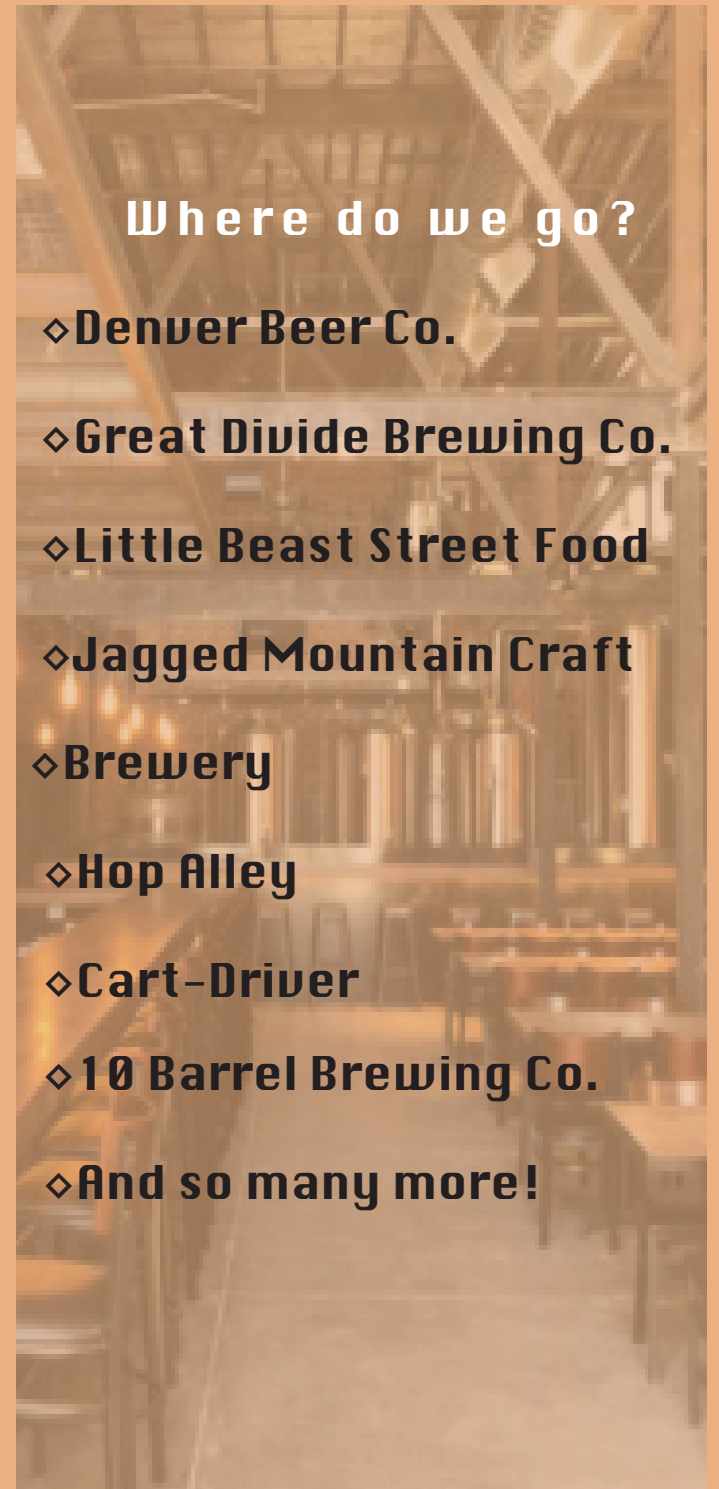 Where do we go?
◇Denver Beer Co.
◇Great Divide Brewing Co.
◇Little Beast Street Food
◇Jagged Mountain Craft
◇Brewery
◇Hop Alley
◇Cart-Driver
◇10 Barrel Brewing Co.
◇And so many more!